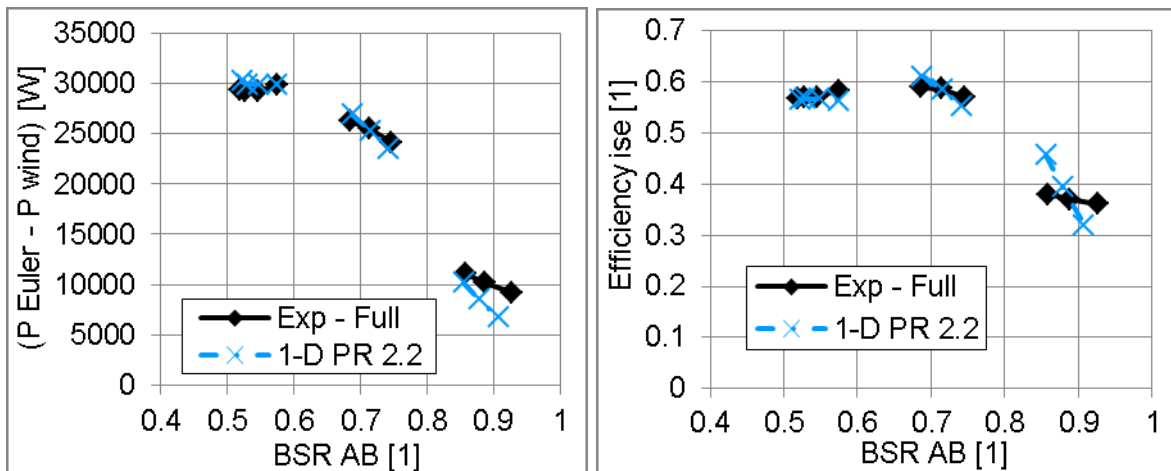 (P Euler - P wind) [W]
35000
30000
25000
20000
15000
10000
5000
0
0.4 0.5 0.6 0.7 0.8 0.9 1
BSR AB [1]
Exp - Full
1-D PR 2.2
Efficiency ise [1]
0.7
0.6
0.5
0.4
0.3
0.2
0.1
0
0.4 0.5 0.6 0.7 0.8 0.9 1
BSR AB [1]
Exp - Full
1-D PR 2.2